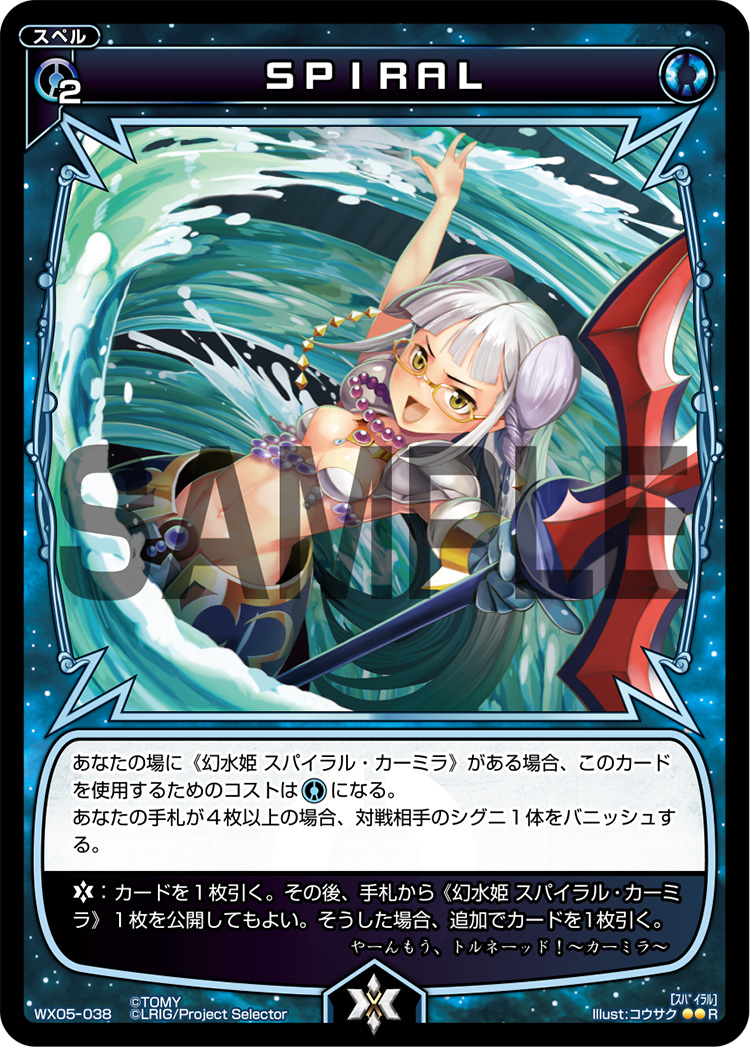 スペル
2
SPIRAL
SAMPLE
あなたの場に《幻水姫 スパイラル・カーミラ》がある場合、このカード
を使用するためのコストは になる。
あなたの手札が４枚以上の場合、対戦相手のシグニ１体をバニッシュす
る。
：カードを１枚引く。その後、手札から《幻水姫 スパイラル・カーミ
ラ》１枚を公開してもよい。そうした場合、追加でカードを1枚引く。
やーんもう、トルネーッド！～カーミラ～
WX05-038
©TOMY
©LRIG/Project Selector
[スパイラル]
Illust:コウサク R